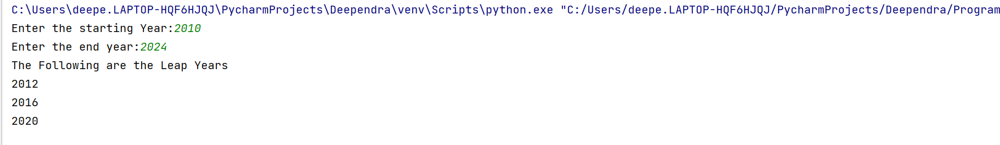 C:\Users\deepe.LAPTOP-HQF6HJQJ\PycharmProjects\Deependra\venv\Scripts\python.exe "C:/Users/deepe.LAPTOP-HQF6HJQJ/PycharmProjects/Deependra/Program
Enter the starting Year:2010
Enter the end year:2024
The Following are the Leap Years
2012
2016
2020